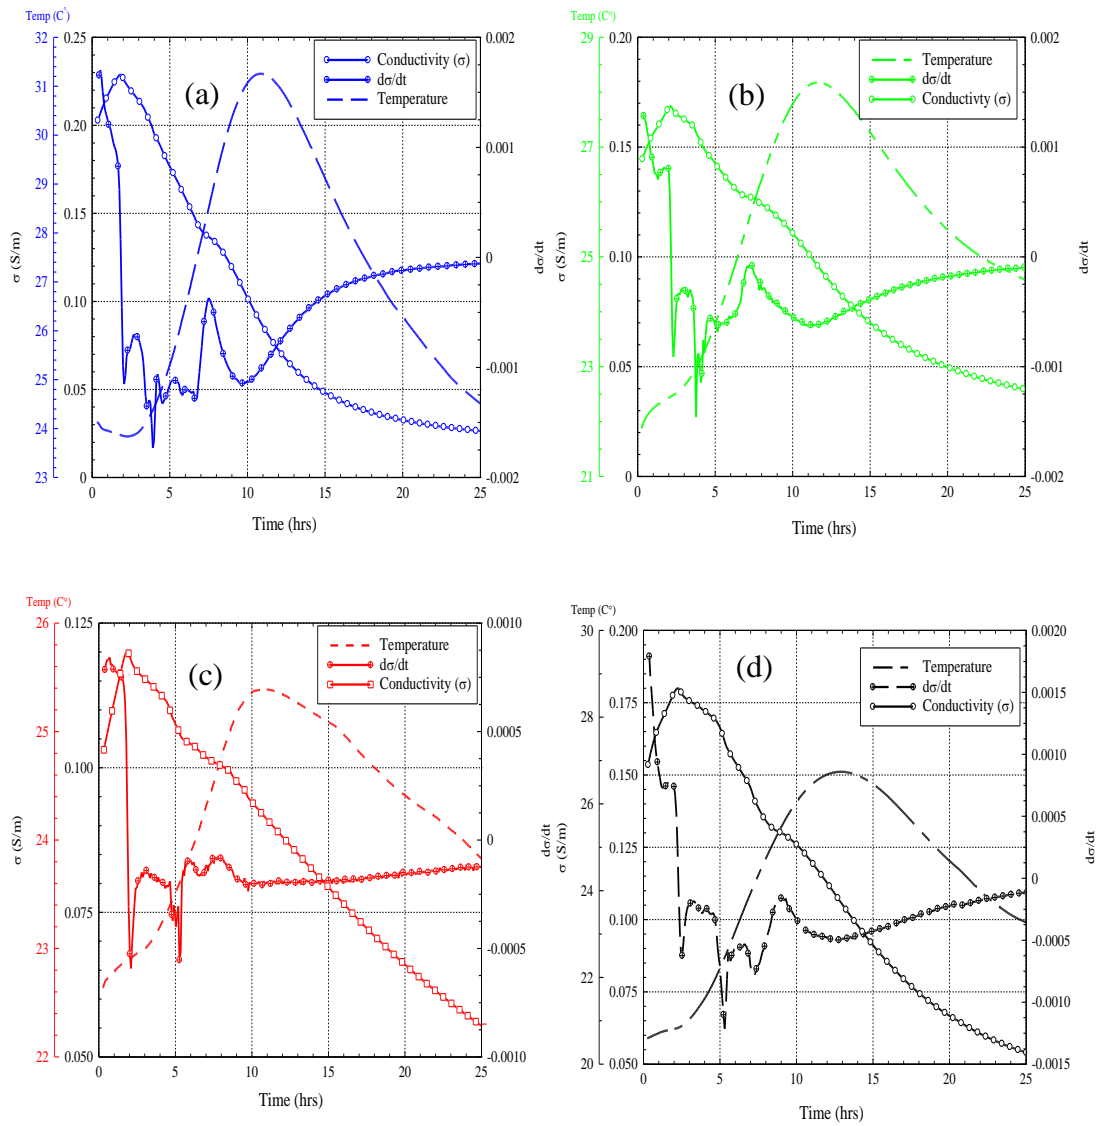 Temp (C°)
32
31
30
29
28
27
26
25
24
23
0.25
0.20
0.15
0.10
0.05
0
σ (S/m)
(a)
Conductivity (σ)
dσ/dt
Temperature
0.002
0.001
0
-0.001
-0.002
dσ/dt
0 5 10 15 20 25
Time (hrs)
Temp (C°)
29
27
25
23
21
0.20
0.15
0.10
0.05
0
σ (S/m)
(b)
Temperature
dσ/dt
Conductivty (σ)
0.002
0.001
0
-0.001
-0.002
dσ/dt
0 5 10 15 20 25
Time (hrs)
Temp (C°)
26
25
24
23
22
0.125
0.100
0.075
0.050
σ (S/m)
(c)
Temperature
dσ/dt
Conductivity (σ)
0.0010
0.0005
0
-0.0005
-0.0010
dσ/dt
0 5 10 15 20 25
Time (hrs)
Temp (C°)
30
28
26
24
22
20
0.200
0.175
0.150
0.125
0.100
0.075
0.050
σ (S/m)
(d)
Temperature
dσ/dt
Conductivity (σ)
0.0020
0.0015
0.0010
0.0005
0
-0.0005
-0.0010
-0.0015
dσ/dt
0 5 10 15 20 25
Time (hrs)